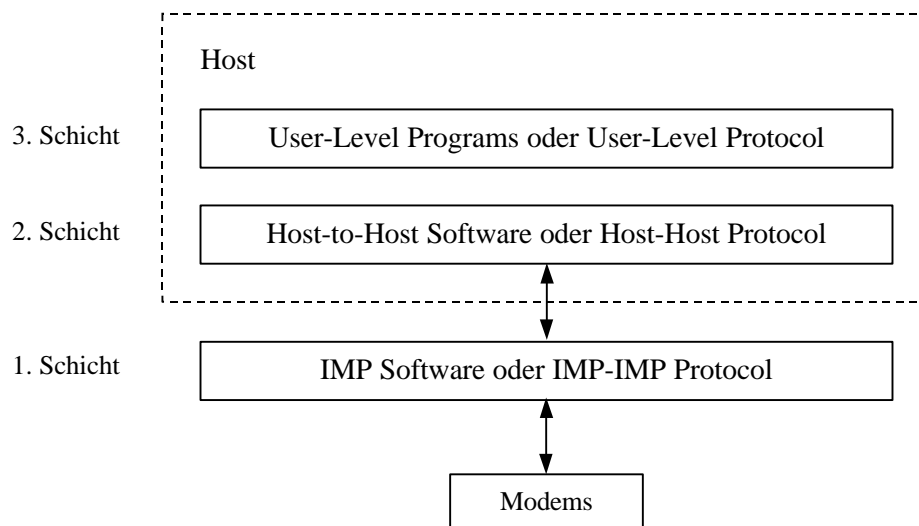 Host
3. Schicht
User-Level Programs oder User-Level Protocol
2. Schicht
Host-to-Host Software oder Host-Host Protocol
1. Schicht
IMP Software oder IMP-IMP Protocol
Modems